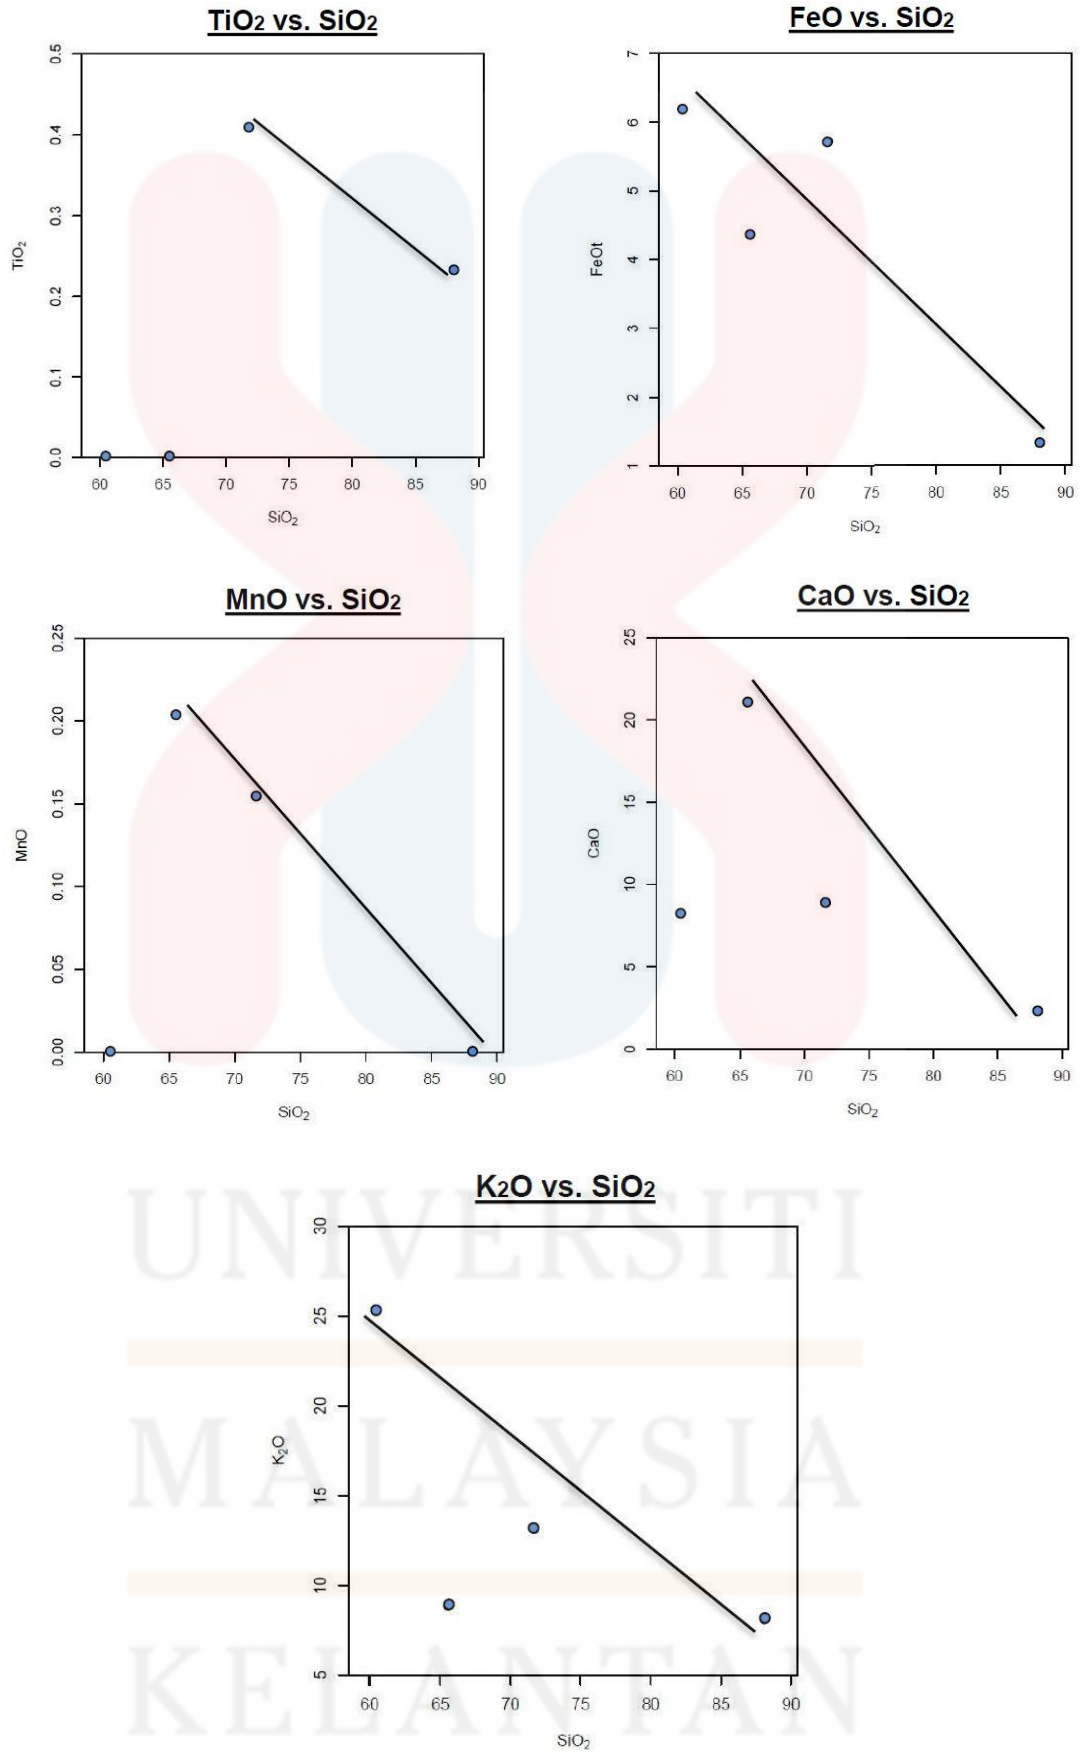 TiO2 vs. SiO2
0.5
0.4
0.3
0.2
0.1
0.0
TiO2
60 65 70 75 80 85 90
SiO2
FeO vs. SiO2
7
6
5
4
3
2
1
FeOt
60 65 70 75 80 85 90
SiO2
MnO vs. SiO2
0.25
0.20
0.15
0.10
0.05
0.00
MnO
60 65 70 75 80 85 90
SiO2
CaO vs. SiO2
25
20
15
10
5
0
CaO
60 65 70 75 80 85 90
SiO2
K2O vs. SiO2
30
25
20
15
10
5
K2O
60 65 70 75 80 85 90
SiO2
UNIVERSITI
MALAYSIA
KELANTAN